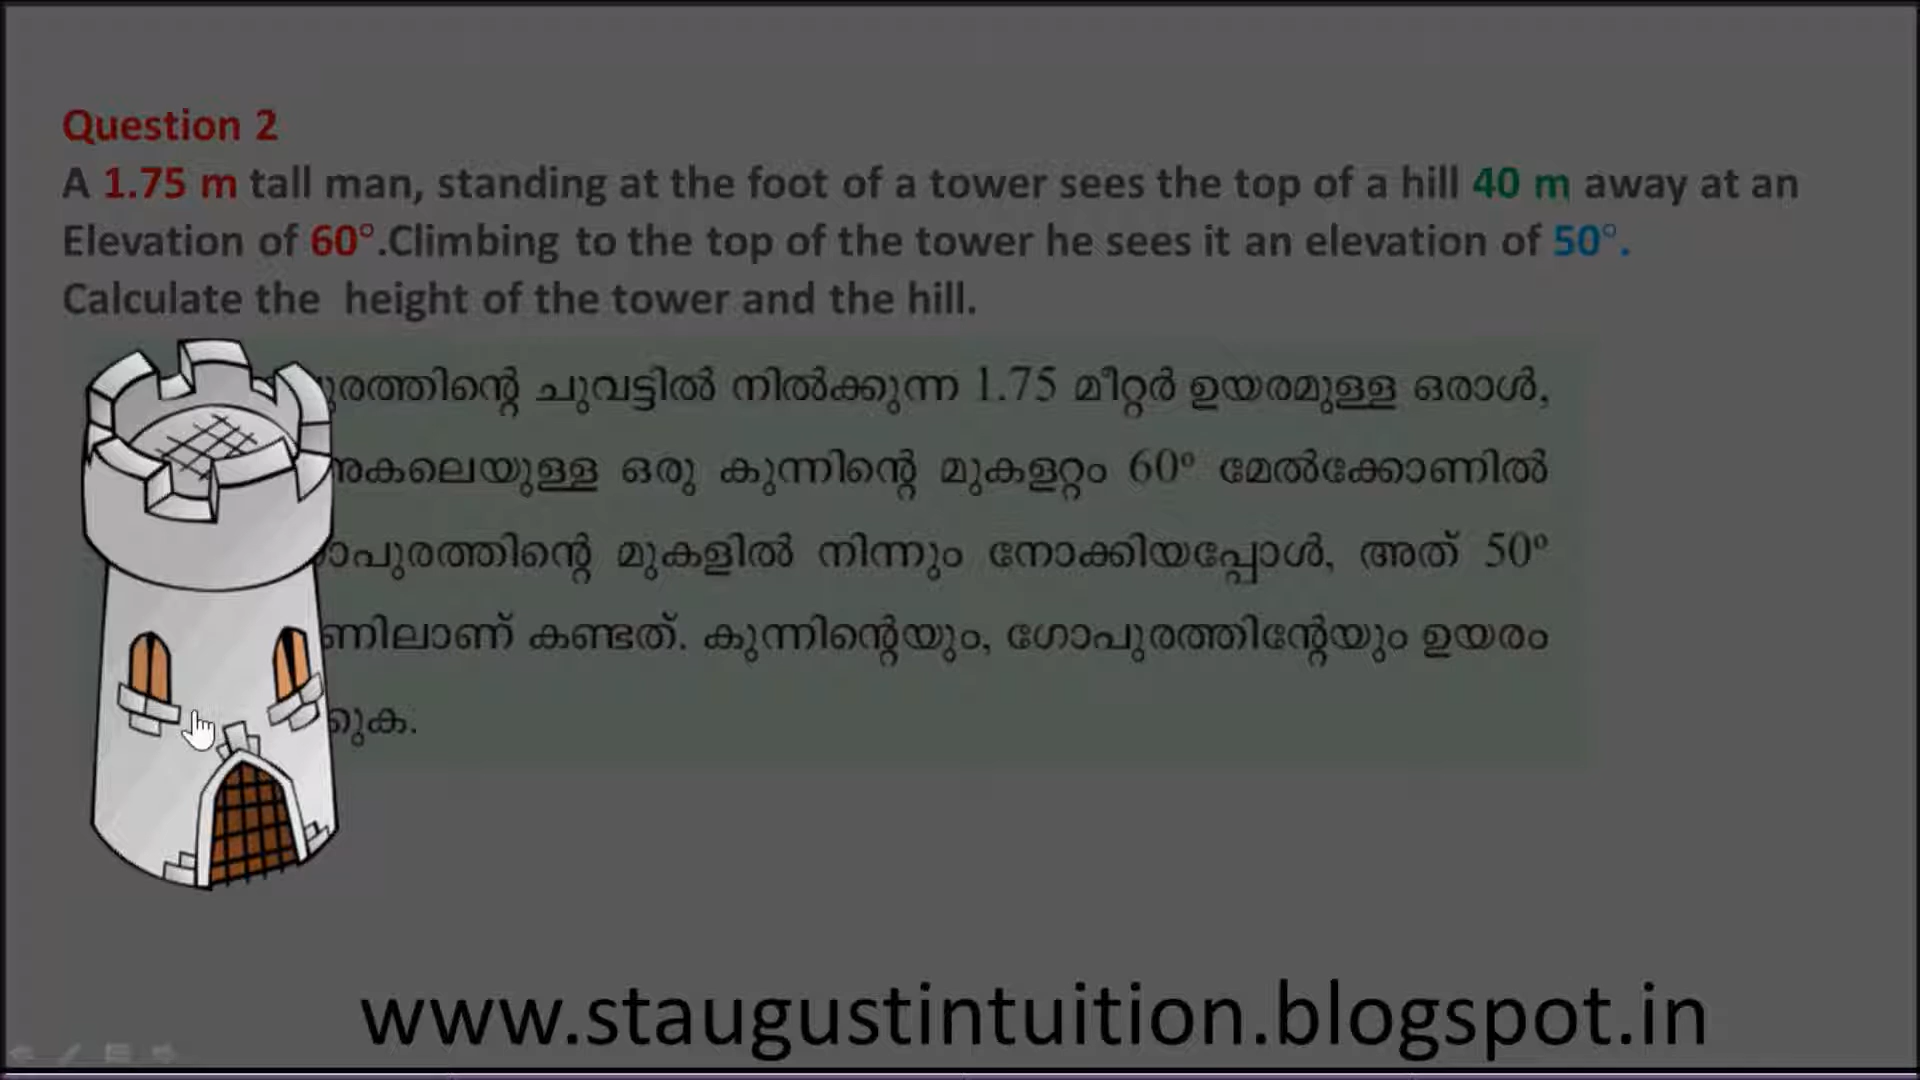 Question 2
A 1.75 m tall man, standing at the foot of a tower sees the top of a hill 40 m away at an
Elevation of 60°.Climbing to the top of the tower he sees it an elevation of 50°.
Calculate the height of the tower and the hill.
ചുവട്ടിൽ നിൽക്കുന്ന 1.75 മീറ്റർ ഉയരമുള്ള ഒരാൾ,
ഒരു കുന്നിന്റെ മുകളറ്റം 60° മേൽക്കോണിൽ
മുകളിൽ നിന്നും നോക്കിയപ്പോൾ, അത് 50°
കണ്ടത്. കുന്നിന്റെയും, ഗോപുരത്തിന്റേയും ഉയരം
www.staugustintuition.blogspot.in